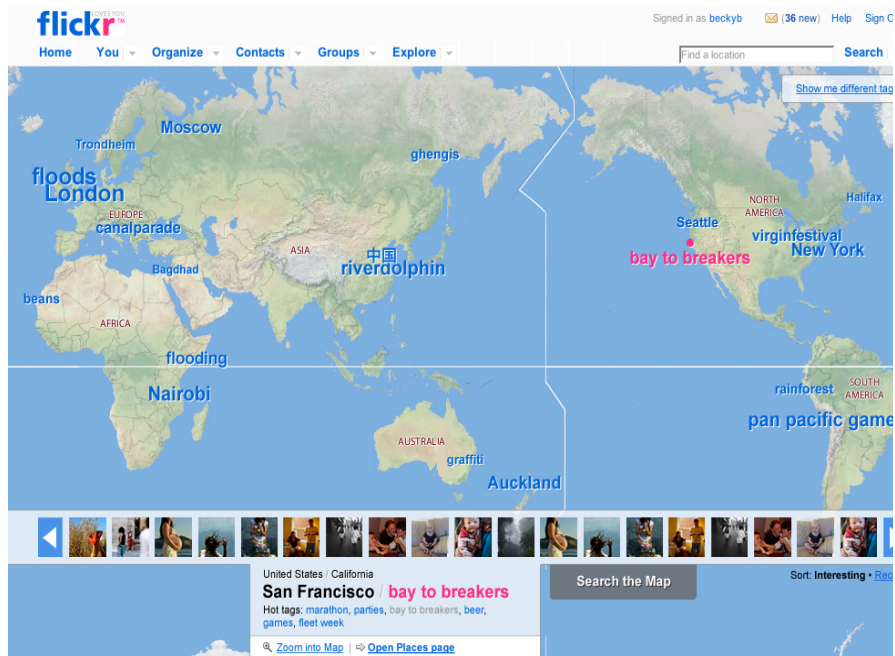 LOVES YOU
flickr™
Signed in as beckyb (36 new) Help Sign O
Home You Organize Contacts Groups Explore
Find a location Search
Show me different tag
Moscow
Trondheim
ghengis
floods
London
EUROPE
canalparade
NORTH AMERICA
Halifax
Seattle
virginfestival
New York
中国
ASIA
riverdolphin
bay to breakers
Bagdhad
beans
AFRICA
flooding
Nairobi
rainforest
SOUTH AMERICA
pan pacific game
AUSTRALIA
graffiti
Auckland
United States / California
San Francisco / bay to breakers
Hot tags: marathon, parties, bay to breakers, beer,
games, fleet week
Zoom into Map | Open Places page
Search the Map
Sort: Interesting • Rec